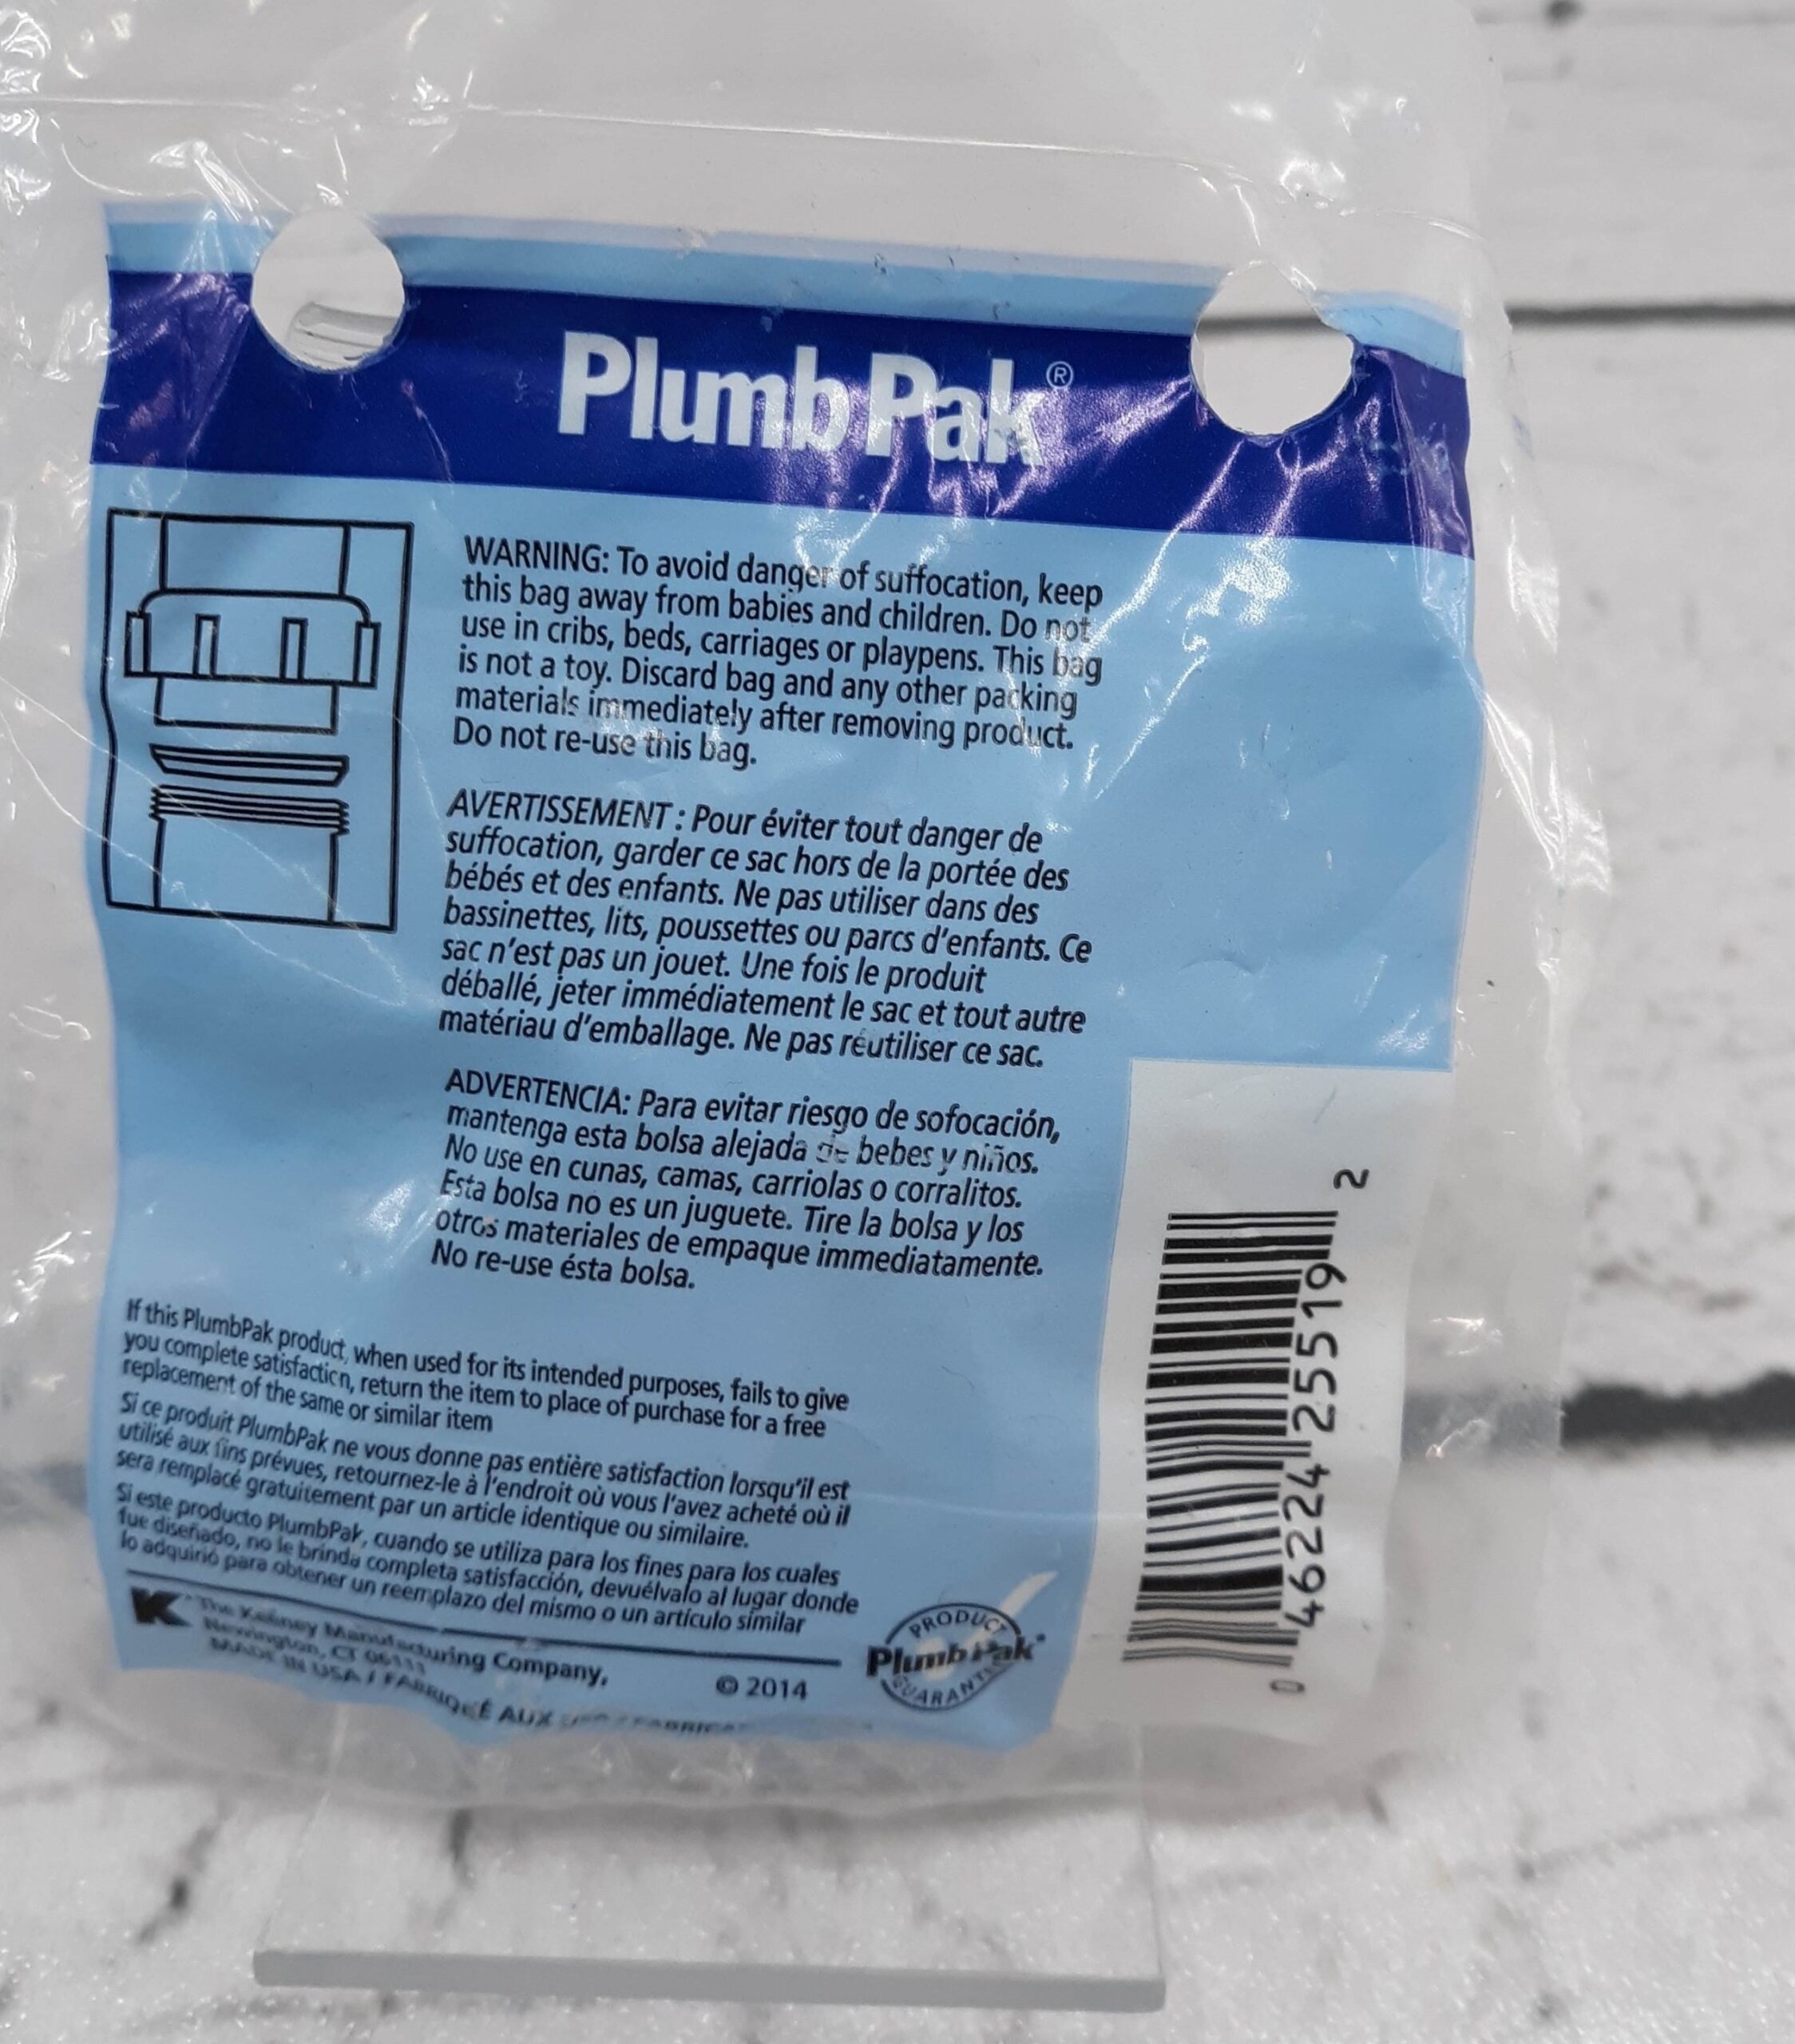 Plumb Pak®
WARNING: To avoid danger of suffocation, keep
this bag away from babies and children. Do not
use in cribs, beds, carriages or playpens. This bag
is not a toy. Discard bag and any other packing
materials immediately after removing product.
Do not re-use this bag.
AVERTISSEMENT : Pour éviter tout danger de
suffocation, garder ce sac hors de la portée des
bébés et des enfants. Ne pas utiliser dans des
bassinettes, lits, poussettes ou parcs d'enfants. Ce
sac n'est pas un jouet. Une fois le produit
déballé, jeter immédiatement le sac et tout autre
matériau d'emballage. Ne pas réutiliser ce sac.
ADVERTENCIA: Para evitar riesgo de sofocación,
mantenga esta bolsa alejada de bebes y niños.
No use en cunas, camas, carriolas o corralitos.
Esta bolsa no es un juguete. Tire la bolsa y los
otros materiales de empaque immediatamente.
No re-use ésta bolsa.
If this PlumbPak product, when used for its intended purposes, fails to give
you complete satisfaction, return the item to place of purchase for a free
replacement of the same or similar item
Si ce produit PlumbPak ne vous donne pas entière satisfaction lorsqu'il est
utilisé aux fins prévues, retournez-le à l'endroit où vous l'avez acheté où il
sera remplacé gratuitement par un article identique ou similaire.
Si este producto PlumbPak, cuando se utiliza para los fines para los cuales
fue diseñado, no le brinda completa satisfacción, devuélvalo al lugar donde
lo adquirió para obtener un reemplazo del mismo o un artículo similar
K The Keeney Manufacturing Company,
Newington, CT 06111
MADE IN USA / FABRIQUÉ AUX
© 2014
PRODUCT
Plumb Pak
GUARANTEE
0 46224 25519 2